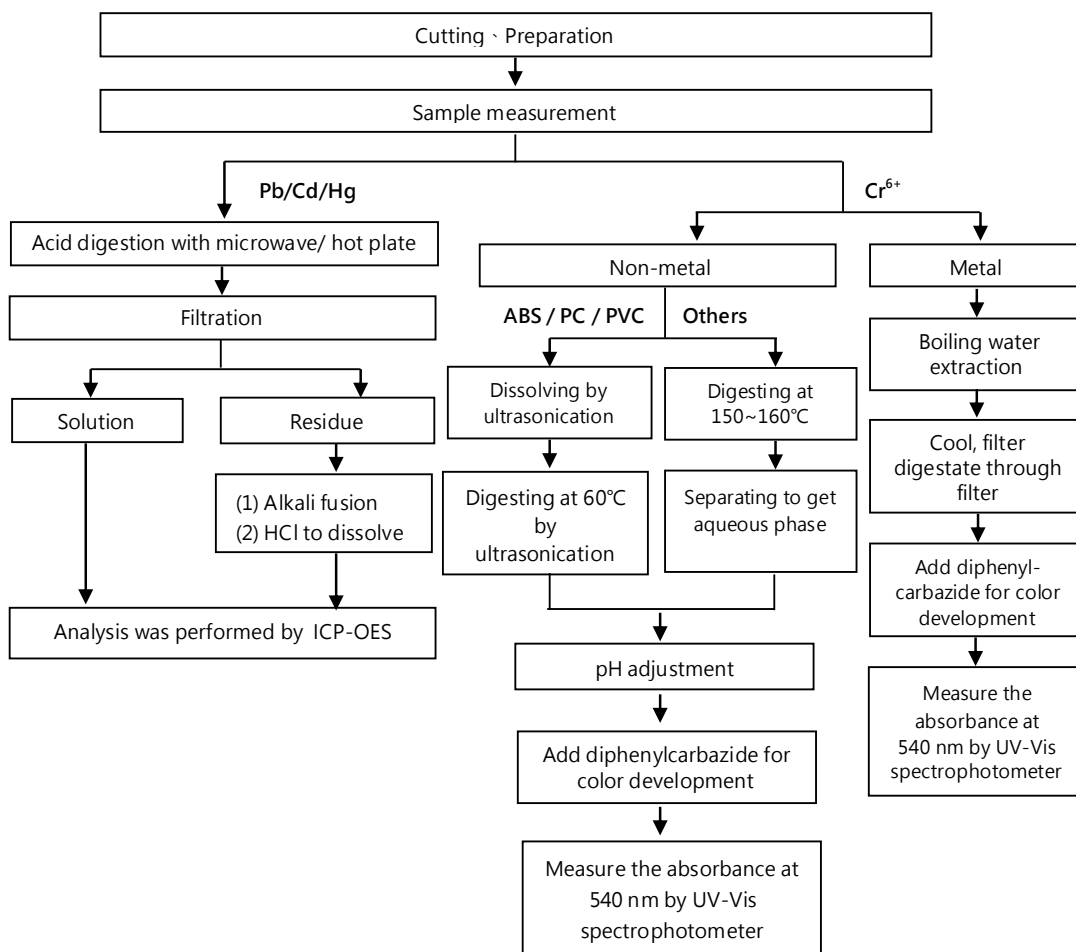 Cutting、Preparation
Sample measurement
Pb/Cd/Hg
Cr⁶⁺
Acid digestion with microwave/ hot plate
Filtration
Solution
Residue
(1) Alkali fusion
(2) HCl to dissolve
Analysis was performed by ICP-OES
Non-metal
ABS / PC / PVC
Others
Dissolving by
ultrasonication
Digesting at 60℃
by
ultrasonication
Digesting at
150~160℃
Separating to get
aqueous phase
pH adjustment
Add diphenylcarbazide for
color development
Measure the absorbance at
540 nm by UV-Vis
spectrophotometer
Metal
Boiling water
extraction
Cool, filter
digestate through
filter
Add diphenyl-
carbazide for color
development
Measure the
absorbance at
540 nm by UV-Vis
spectrophotometer